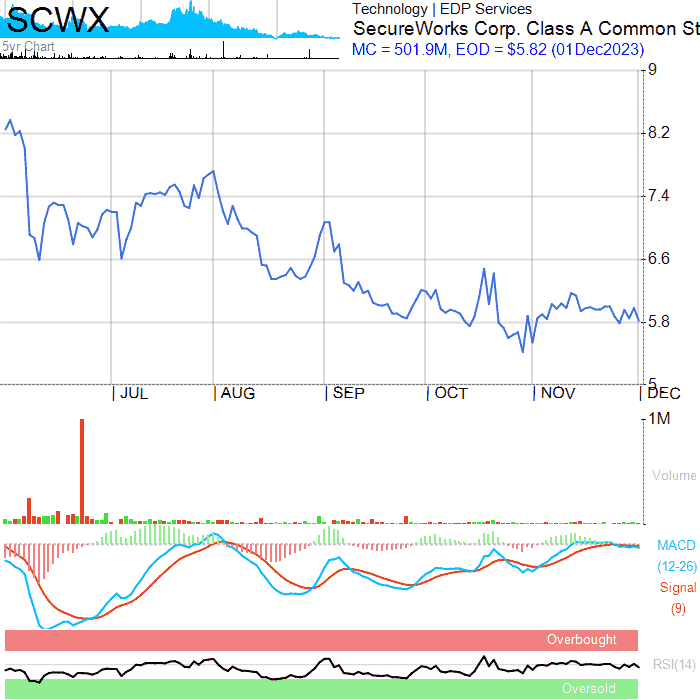 SCWX
5yr Chart
Technology | EDP Services
SecureWorks Corp. Class A Common St
MC = 501.9M, EOD = $5.82 (01Dec2023)
9
8.2
7.4
6.6
5.8
5
JUL
AUG
SEP
OCT
NOV
DEC
1M
Volume
MACD
(12-26)
Signal
(9)
Overbought
RSI(14)
Oversold